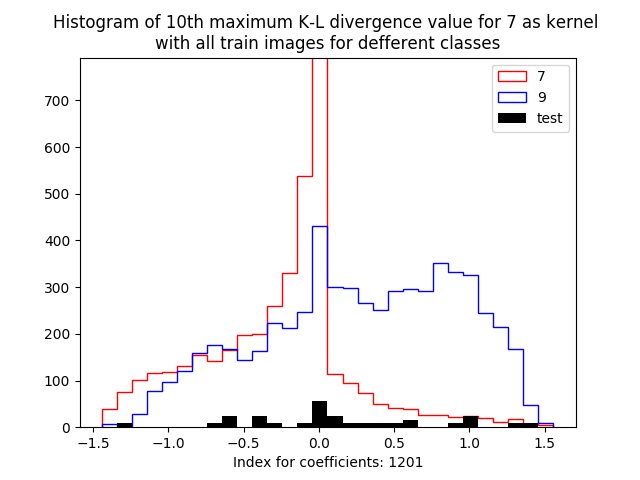 Histogram of 10th maximum K-L divergence value for 7 as kernel
with all train images for defferent classes
7
9
test
700
600
500
400
300
200
100
0
−1.5 −1.0 −0.5 0.0 0.5 1.0 1.5
Index for coefficients: 1201